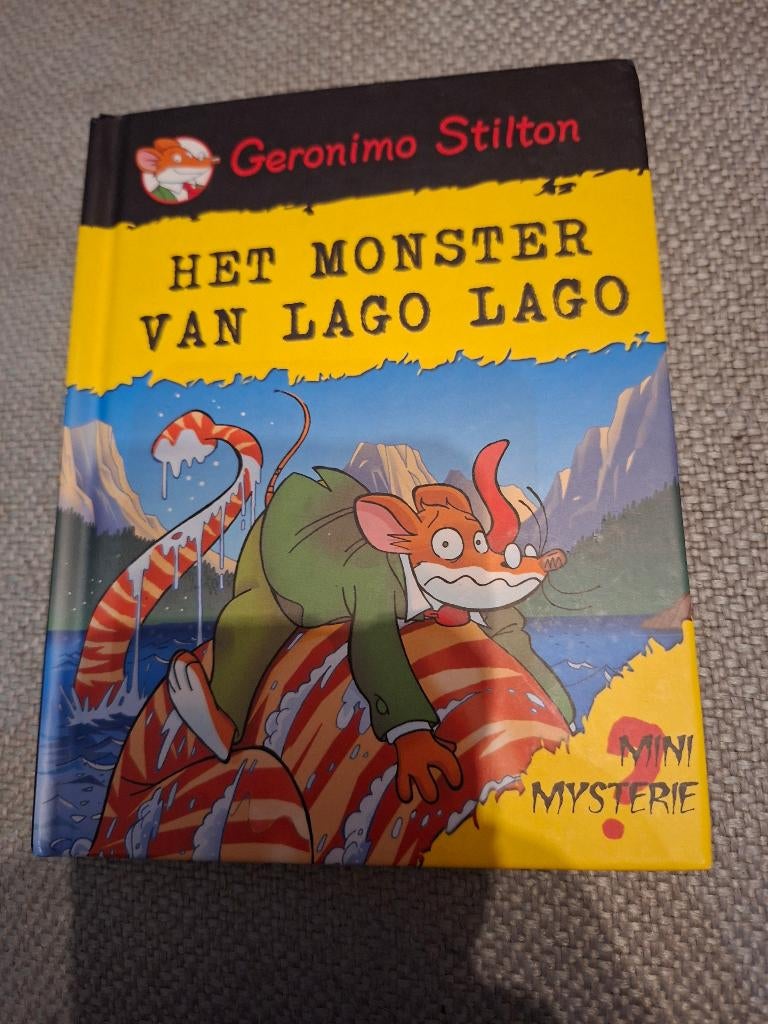 Geronimo Stilton
HET MONSTER
VAN LAGO LAGO
MINI
MYSTERIE
?